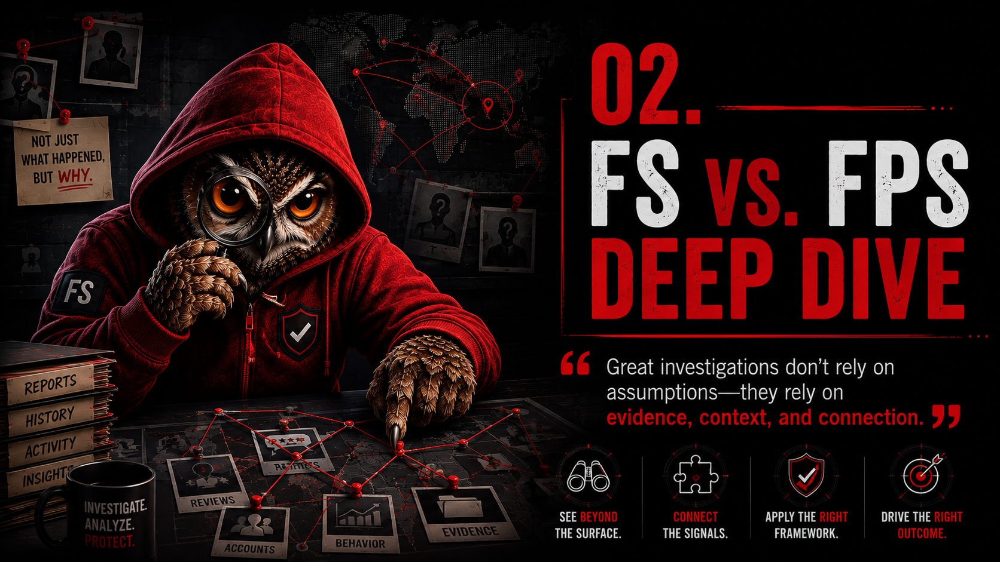 NOT JUST
WHAT HAPPENED,
BUT WHY.
FS
REPORTS
HISTORY
ACTIVITY
INSIGHTS
INVESTIGATE.
ANALYZE.
PROTECT.
REVIEWS
ACCOUNTS
BEHAVIOR
EVIDENCE
02.
FS VS. FPS
DEEP DIVE
“ Great investigations don’t rely on
assumptions—they rely on
evidence, context, and connection. ”
SEE BEYOND
THE SURFACE.
CONNECT
THE SIGNALS.
APPLY THE RIGHT
FRAMEWORK.
DRIVE THE RIGHT
OUTCOME.